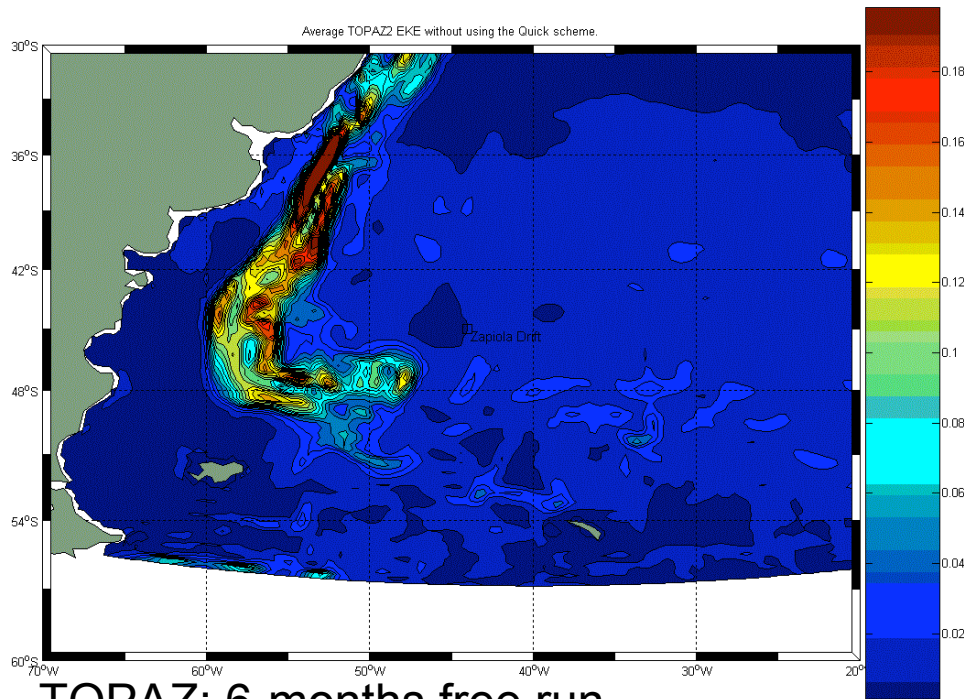 Average TOPAZ2 EKE without using the Quick scheme.
30°S
36°S
42°S
48°S
54°S
60°S
70°W 60°W 50°W 40°W 30°W 20°
Zapiola Drift
0.18
0.16
0.14
0.12
0.1
0.08
0.06
0.04
0.02
TOPAZ: 6 months free run